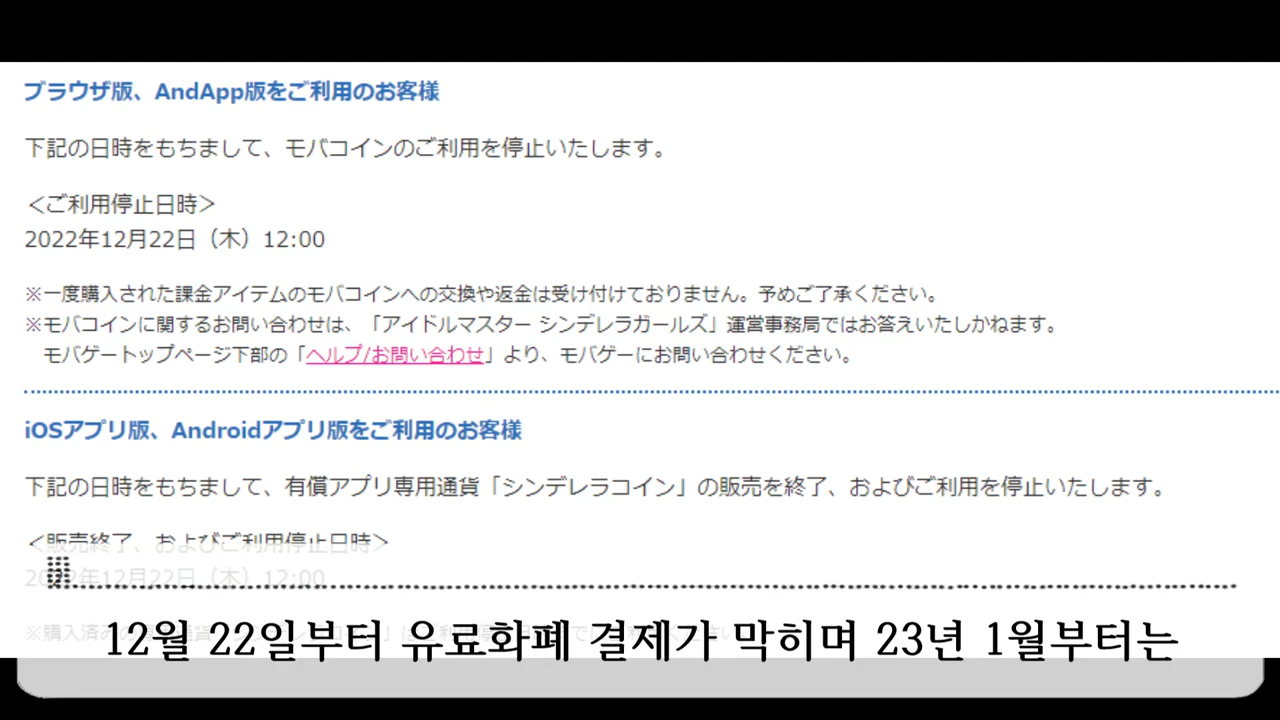 ブラウザ版、AndApp版をご利用のお客様
下記の日時をもちまして、モバコインのご利用を停止いたします。
＜ご利用停止日時＞
2022年12月22日（木）12:00
※一度購入された課金アイテムのモバコインへの交換や返金は受け付けておりません。予めご了承ください。
※モバコインに関するお問い合わせは、「アイドルマスター シンデレラガールズ」運営事務局ではお答えいたしかねます。
モバゲートップページ下部の「ヘルプ/お問い合わせ」より、モバゲーにお問い合わせください。
iOSアプリ版、Androidアプリ版をご利用のお客様
下記の日時をもちまして、有償アプリ専用通貨「シンデレラコイン」の販売を終了、およびご利用を停止いたします。
＜販売終了、およびご利用停止日時＞
2022年12月22日（木）12:00
※購入済み
12월 22일부터 유료화폐 결제가 막히며 23년 1월부터는